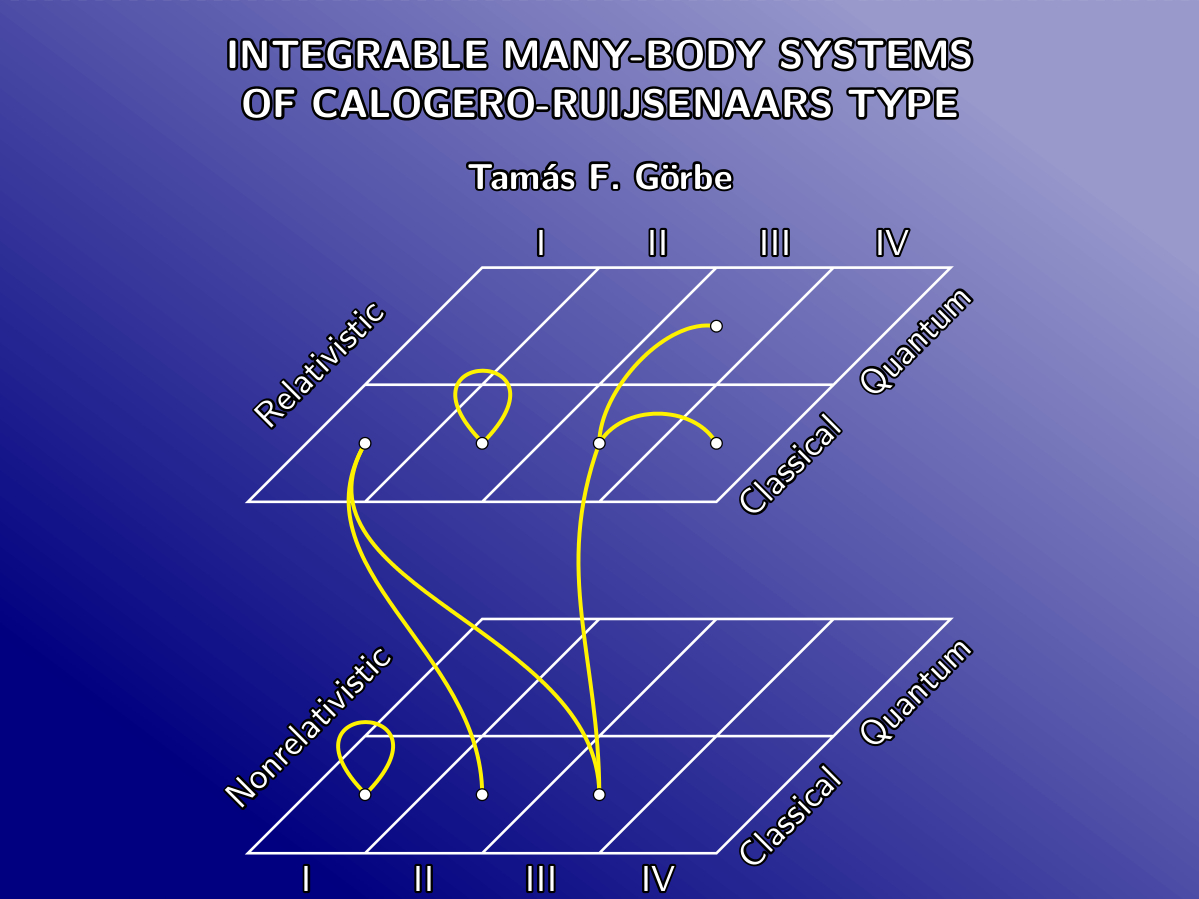 INTEGRABLE MANY-BODY SYSTEMS
OF CALOGERO-RUIJSENAARS TYPE
Tamás F. Görbe
I II III IV
Relativistic
Quantum
Classical
Nonrelativistic
Quantum
Classical
I II III IV